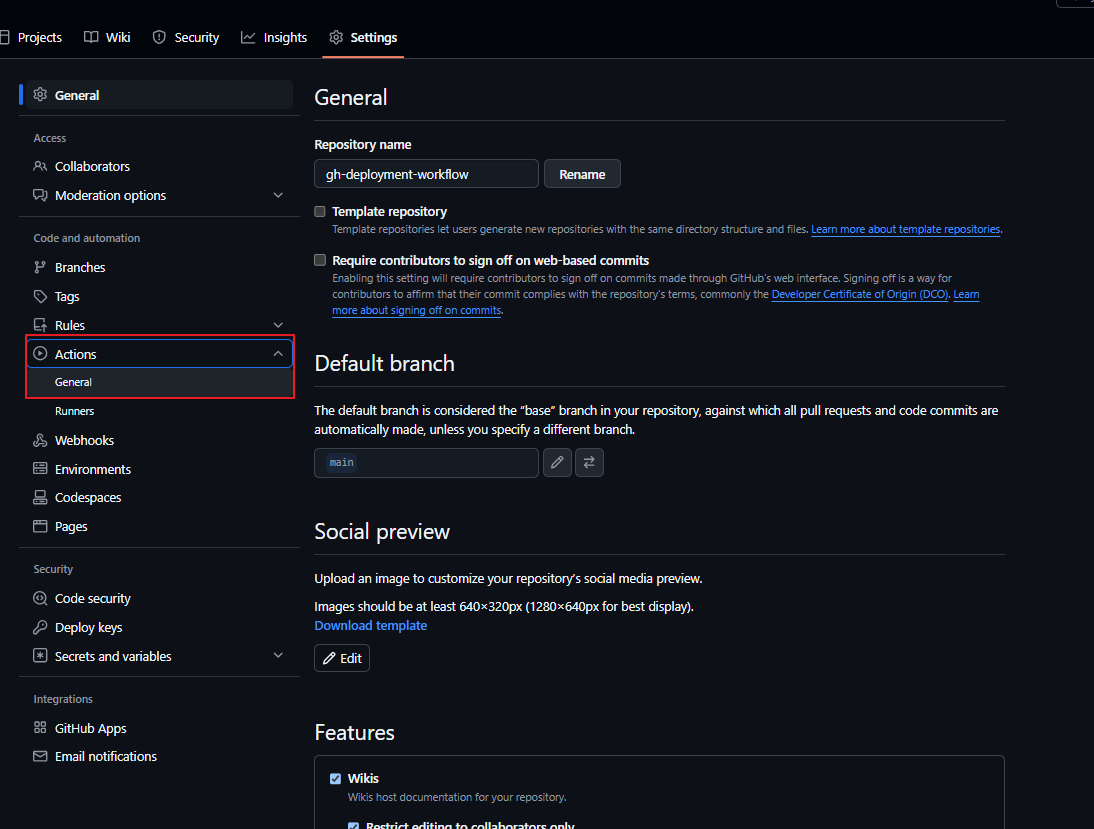 Projects
Wiki
Security
Insights
Settings
General
Access
Collaborators
Moderation options
Code and automation
Branches
Tags
Rules
Actions
General
Runners
Webhooks
Environments
Codespaces
Pages
Security
Code security
Deploy keys
Secrets and variables
Integrations
GitHub Apps
Email notifications
General
Repository name
gh-deployment-workflow
Rename
Template repository
Template repositories let users generate new repositories with the same directory structure and files. Learn more about template repositories.
Require contributors to sign off on web-based commits
Enabling this setting will require contributors to sign off on commits made through GitHub's web interface. Signing off is a way for
contributors to affirm that their commit complies with the repository's terms, commonly the Developer Certificate of Origin (DCO). Learn
more about signing off on commits.
Default branch
The default branch is considered the “base” branch in your repository, against which all pull requests and code commits are
automatically made, unless you specify a different branch.
main
Social preview
Upload an image to customize your repository's social media preview.
Images should be at least 640×320px (1280×640px for best display).
Download template
Edit
Features
Wikis
Wikis host documentation for your repository.
Restrict editing to collaborators only